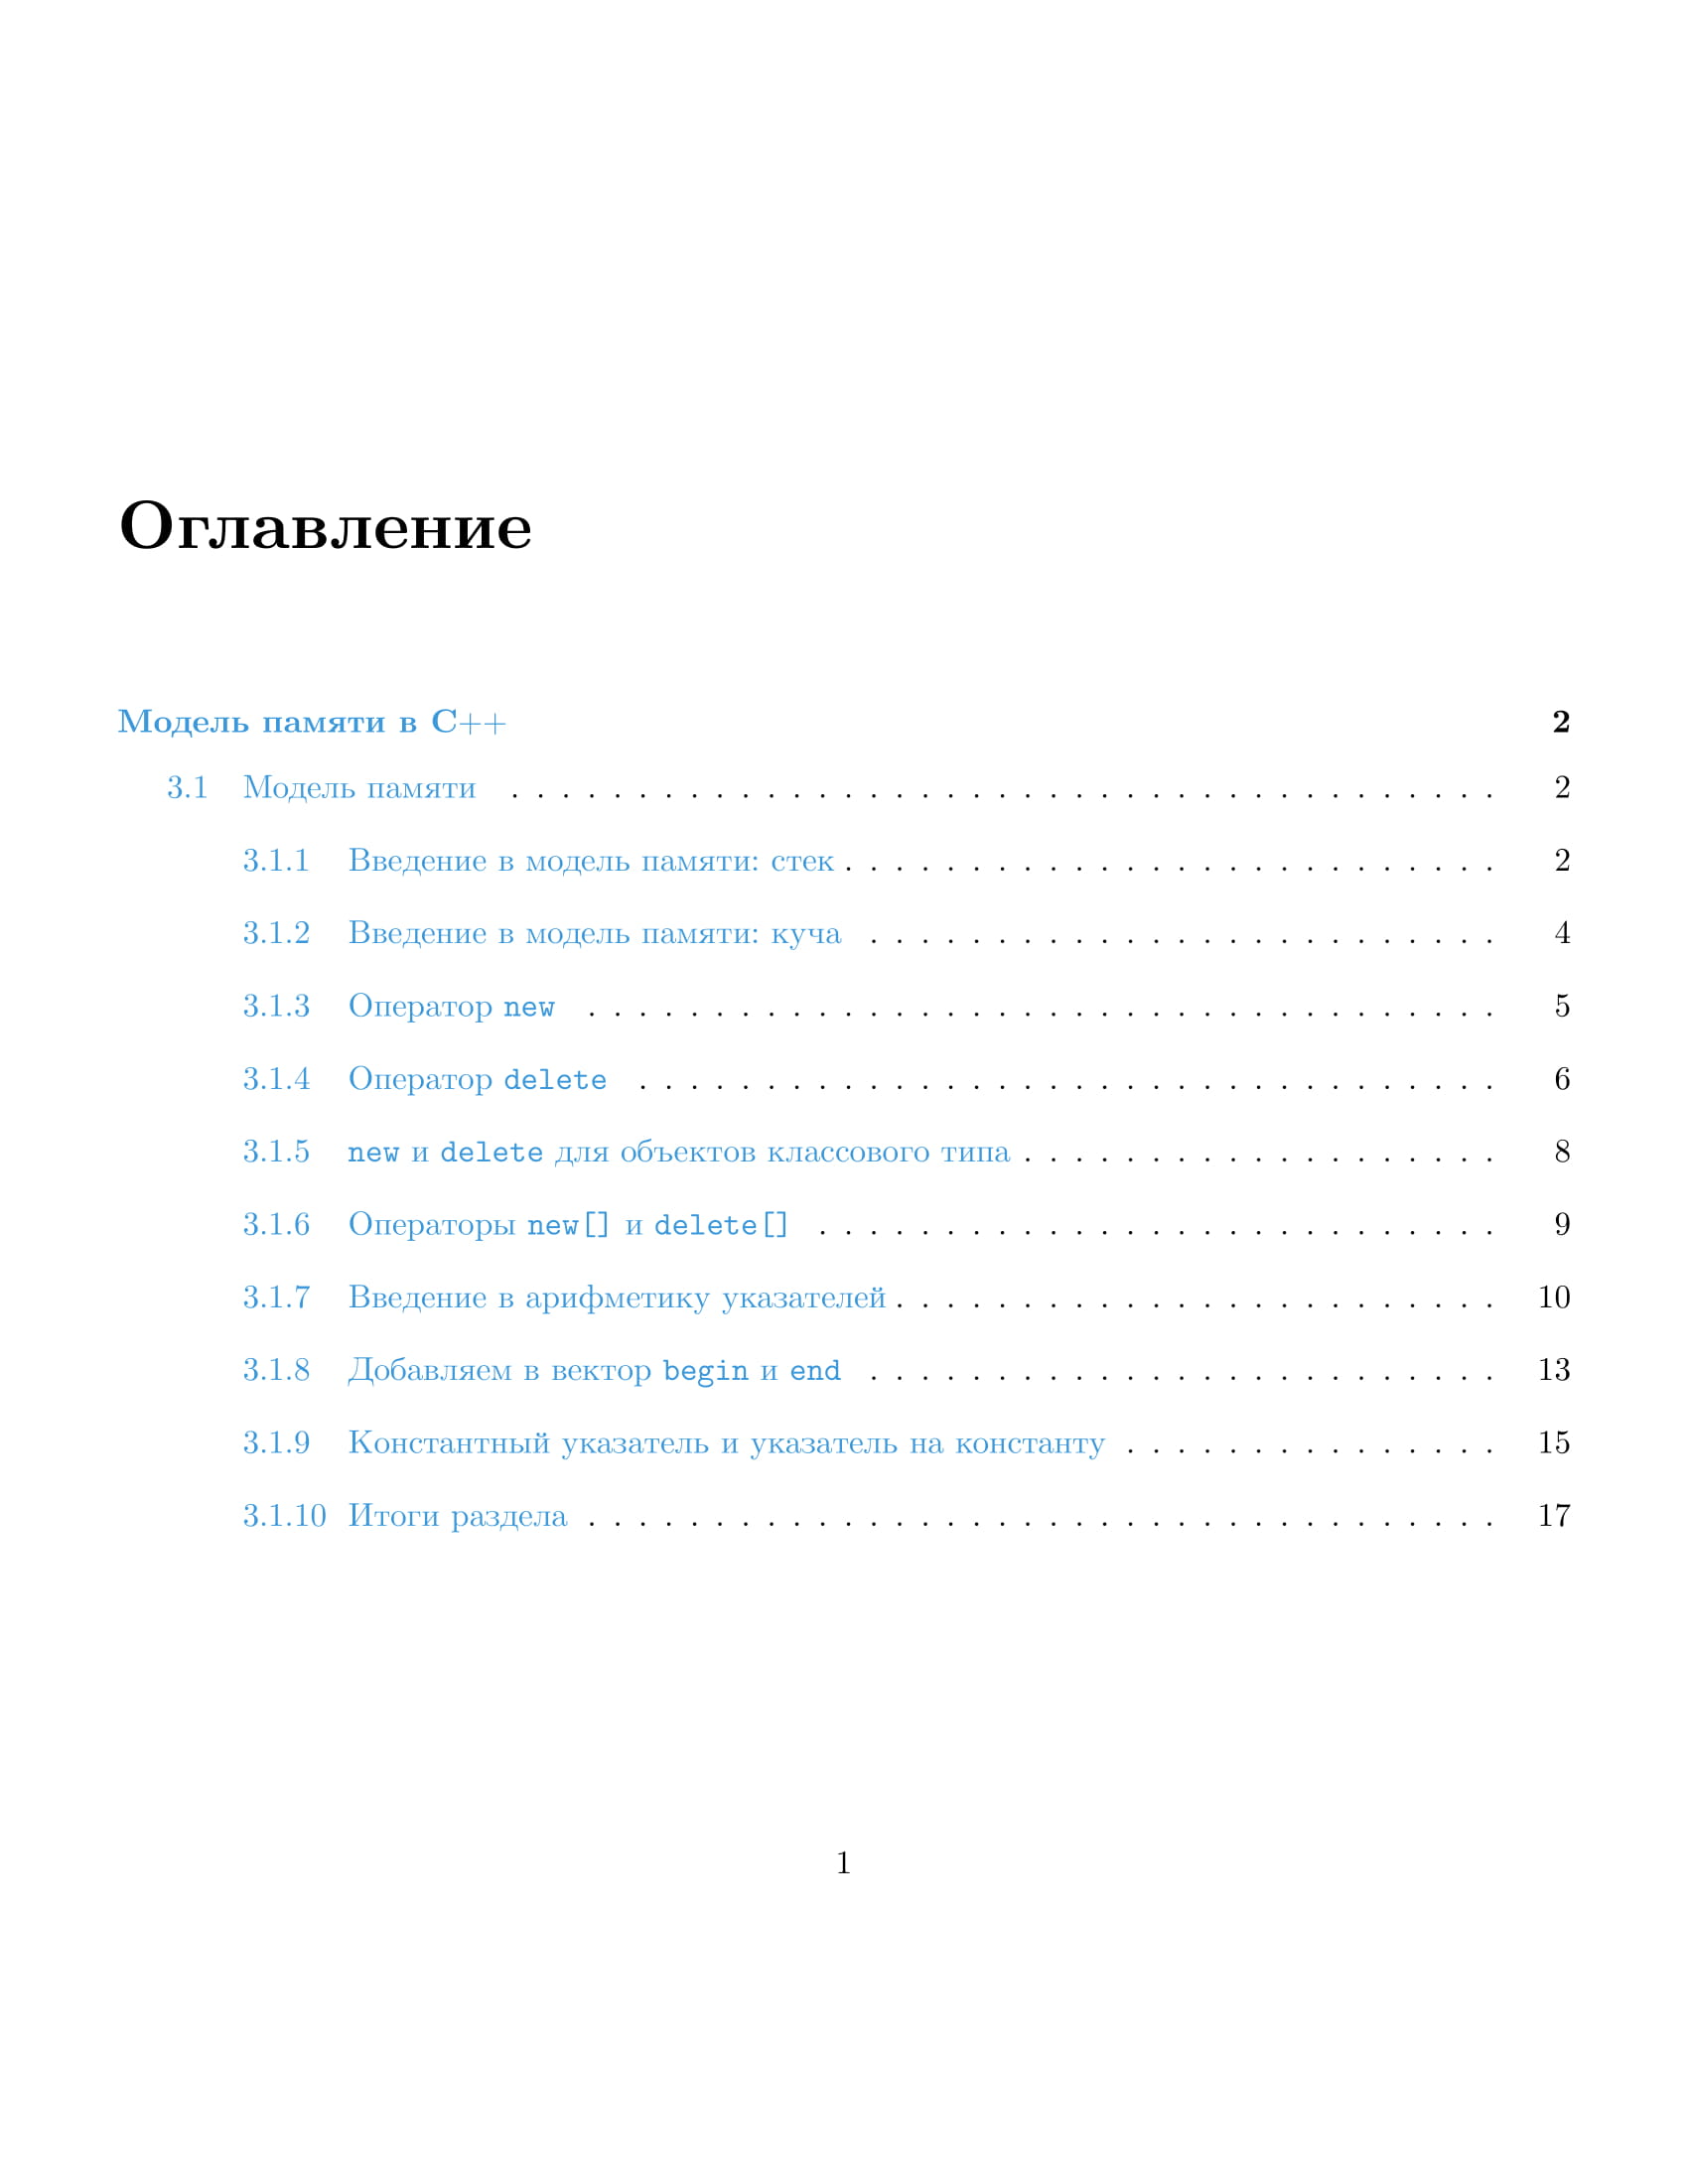 Оглавление
Модель памяти в C++ 2
3.1 Модель памяти . . . . . . . . . . . . . . . . . . . . . . . . . . . . . . . . . . . . . . . 2
3.1.1 Введение в модель памяти: стек . . . . . . . . . . . . . . . . . . . . . . . . . . 2
3.1.2 Введение в модель памяти: куча . . . . . . . . . . . . . . . . . . . . . . . . . 4
3.1.3 Оператор new . . . . . . . . . . . . . . . . . . . . . . . . . . . . . . . . . . . . 5
3.1.4 Оператор delete . . . . . . . . . . . . . . . . . . . . . . . . . . . . . . . . . . 6
3.1.5 new и delete для объектов классового типа . . . . . . . . . . . . . . . . . . . 8
3.1.6 Операторы new[] и delete[] . . . . . . . . . . . . . . . . . . . . . . . . . . . 9
3.1.7 Введение в арифметику указателей . . . . . . . . . . . . . . . . . . . . . . . . 10
3.1.8 Добавляем в вектор begin и end . . . . . . . . . . . . . . . . . . . . . . . . . 13
3.1.9 Константный указатель и указатель на константу . . . . . . . . . . . . . . . 15
3.1.10 Итоги раздела . . . . . . . . . . . . . . . . . . . . . . . . . . . . . . . . . . . . 17
1